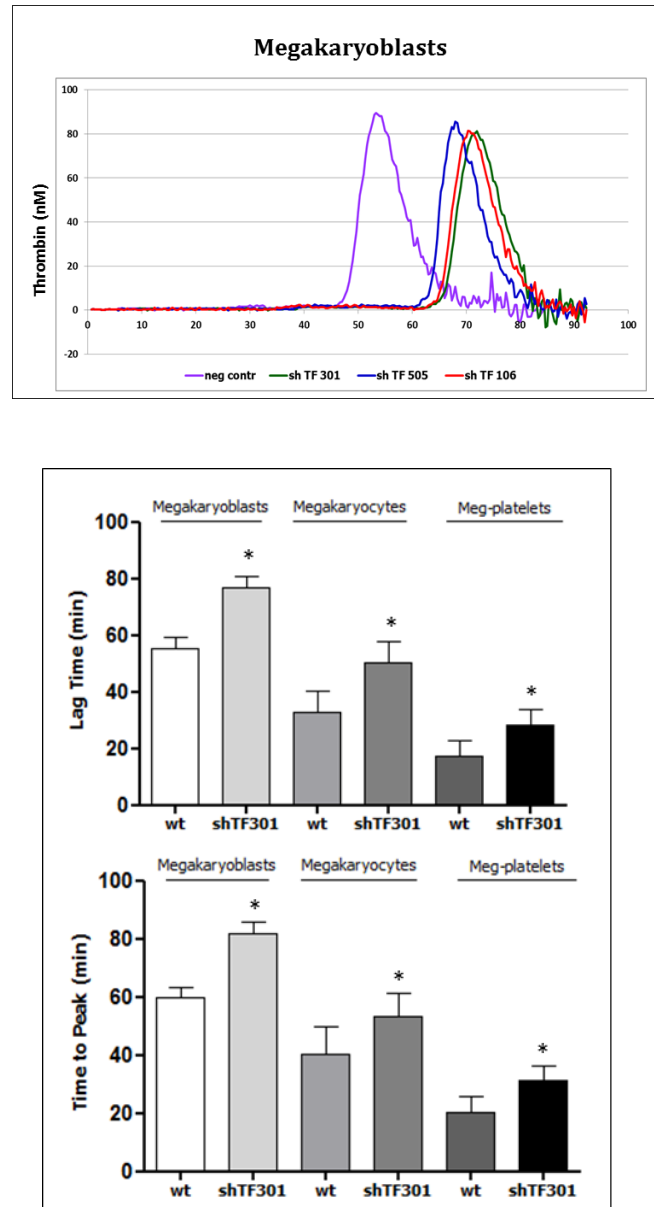 Megakaryoblasts
Thrombin (nM)
100
80
60
40
20
0
-20
0 10 20 30 40 50 60 70 80 90 100
neg contr sh TF 301 sh TF 505 sh TF 106
Megakaryoblasts Megakaryocytes Meg-platelets
Lag Time (min)
100
80
60
40
20
0
* * *
wt shTF301 wt shTF301 wt shTF301
Megakaryoblasts Megakaryocytes Meg-platelets
Time to Peak (min)
100
80
60
40
20
0
* * *
wt shTF301 wt shTF301 wt shTF301